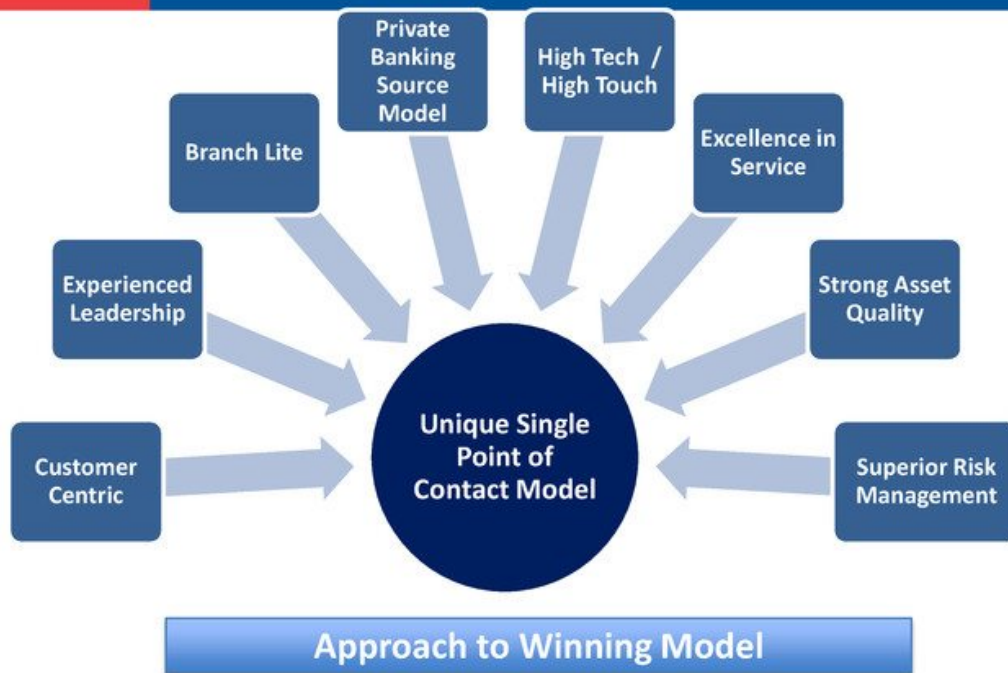 Private
Banking
Source
Model
High Tech /
High Touch
Branch Lite
Excellence in
Service
Experienced
Leadership
Strong Asset
Quality
Unique Single
Point of
Contact Model
Customer
Centric
Superior Risk
Management
Approach to Winning Model